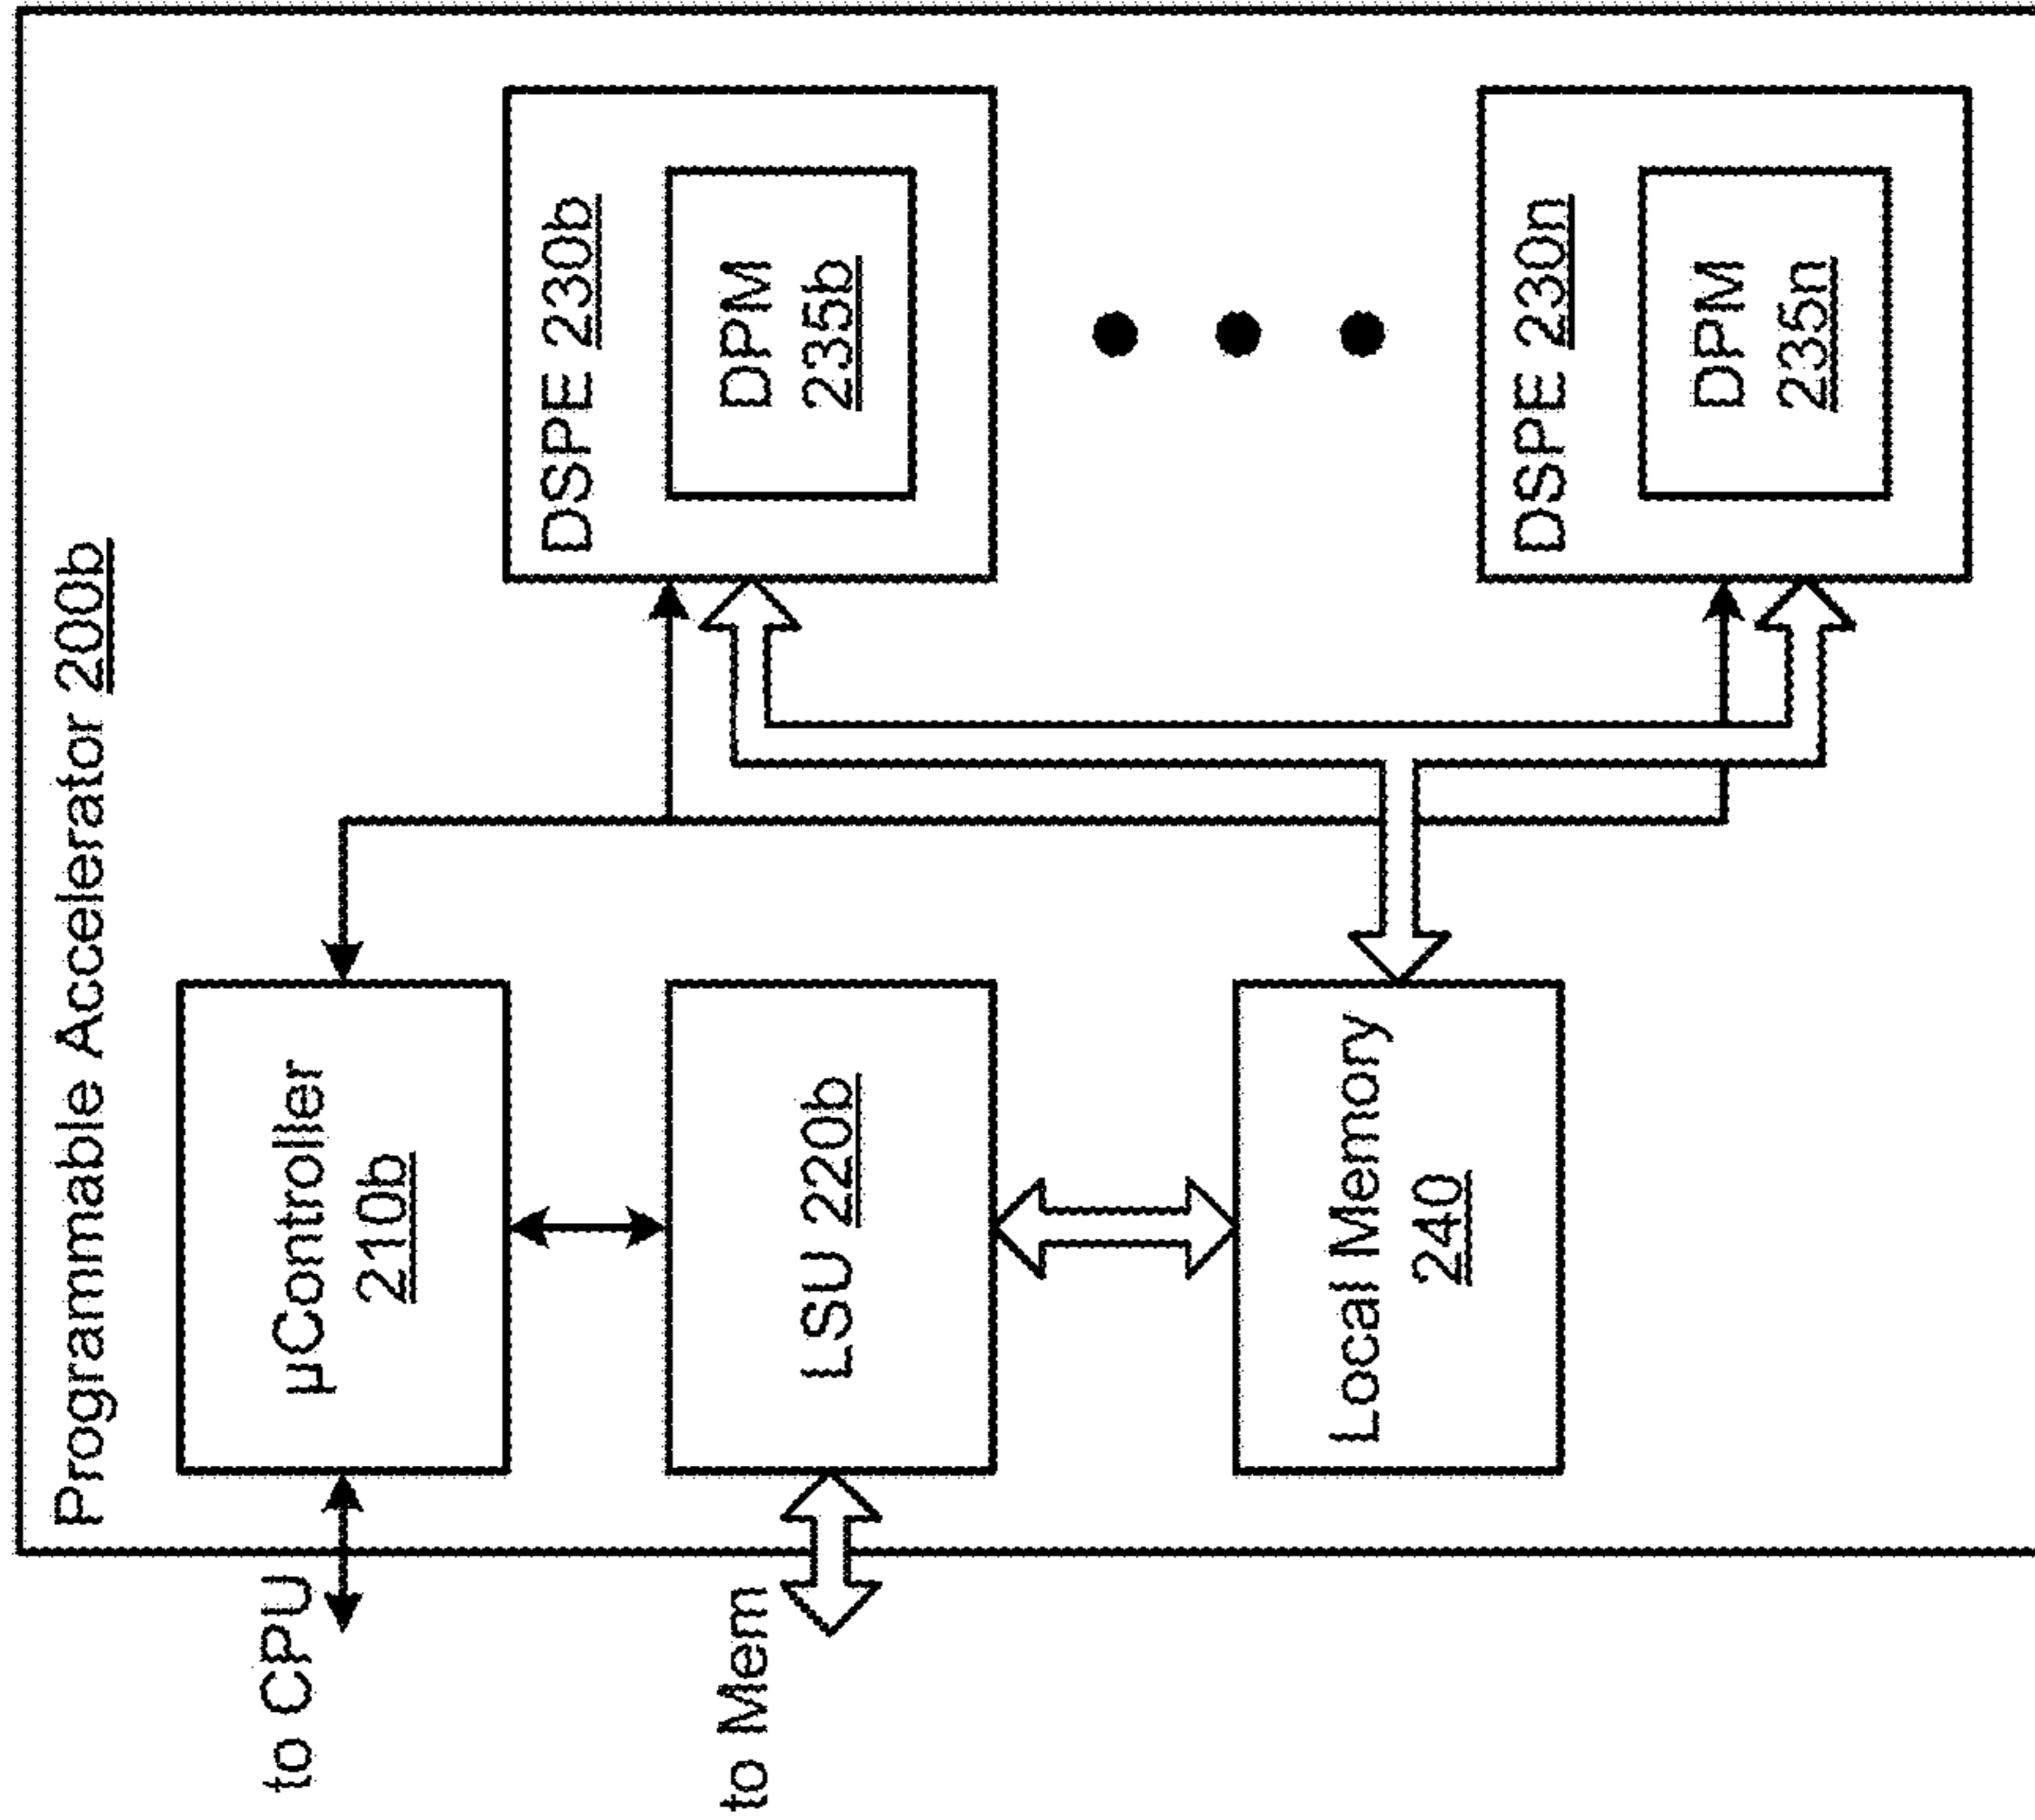 Programmable Accelerator 200b
to CPU
µController
210b
to Mem
LSU 220b
Local Memory
240
DSPE 230b
DPM
235b
DSPE 230n
DPM
235n